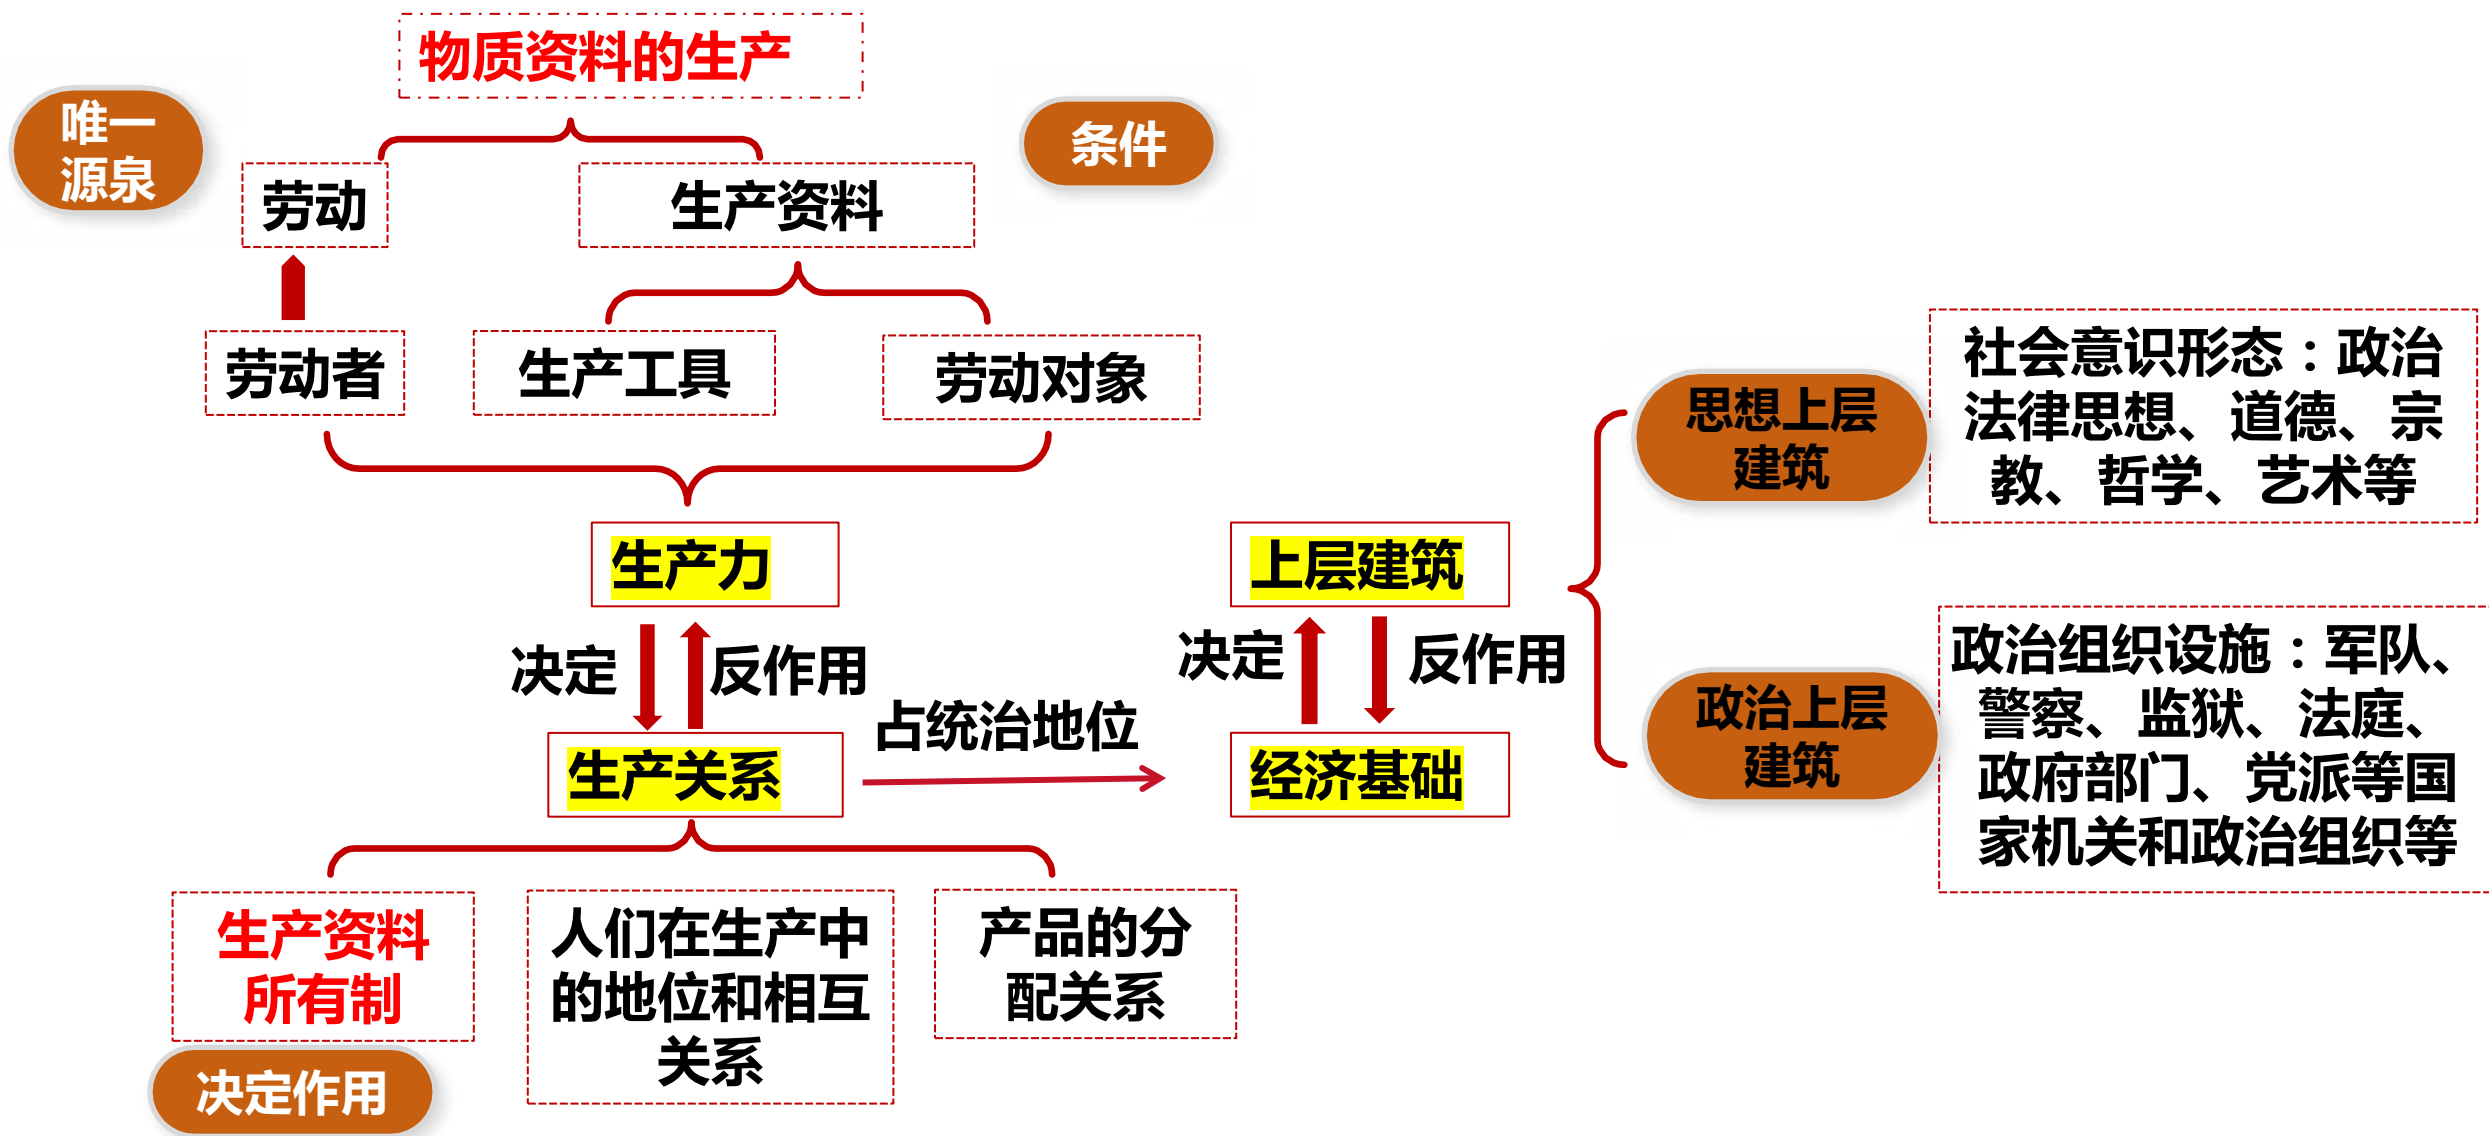 物质资料的生产
唯一
源泉
条件
劳动
生产资料
劳动者
生产工具
劳动对象
生产力
决定
反作用
生产关系
占统治地位
生产资料
所有制
决定作用
人们在生产中
的地位和相互
关系
产品的分
配关系
上层建筑
决定
反作用
经济基础
思想上层
建筑
社会意识形态：政治
法律思想、道德、宗
教、哲学、艺术等
政治上层
建筑
政治组织设施：军队、
警察、监狱、法庭、
政府部门、党派等国
家机关和政治组织等